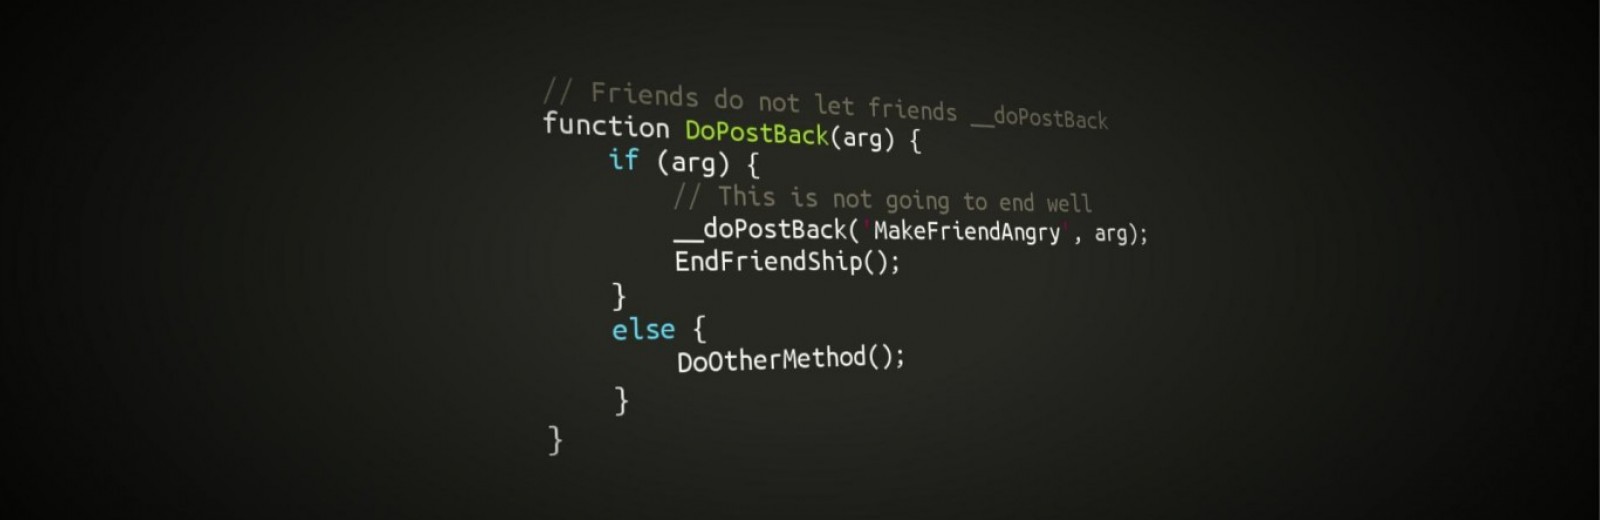 // Friends do not let friends __doPostBack
function DoPostBack(arg) {
if (arg) {
// This is not going to end well
__doPostBack('MakeFriendAngry', arg);
EndFriendShip();
}
else {
DoOtherMethod();
}
}